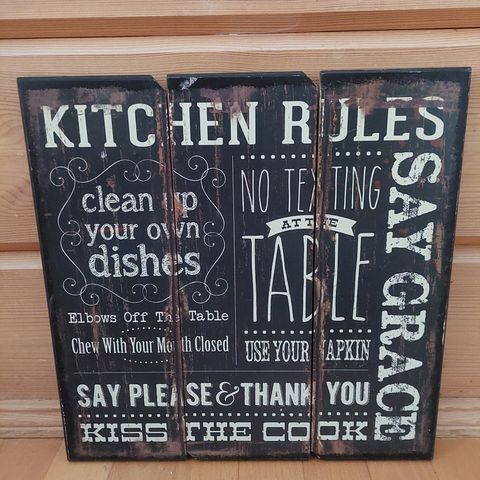 KITCHEN RULES
clean up
your own
dishes
Elbows Off The Table
Chew With Your Mouth Closed
NO TEXTING
AT THE
TABLE
USE YOUR NAPKIN
SAY PLEASE & THANK YOU
KISS THE COOK
SAY GRACE